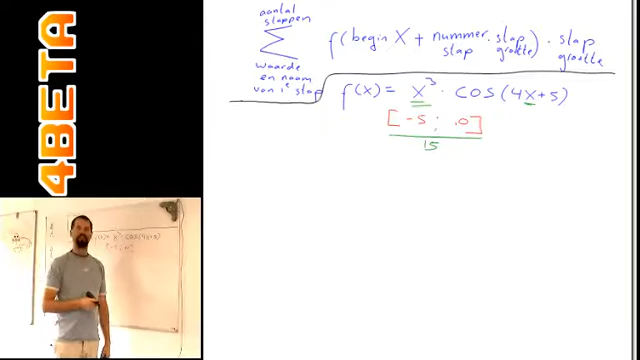 4BETA
aantal
stappen
∑ f(begin X + nummer stap · stap grootte) · stap grootte
waarde
en naam
van 1e stap
f(x) = x³ · cos(4x+5)
[-5; .0]
15